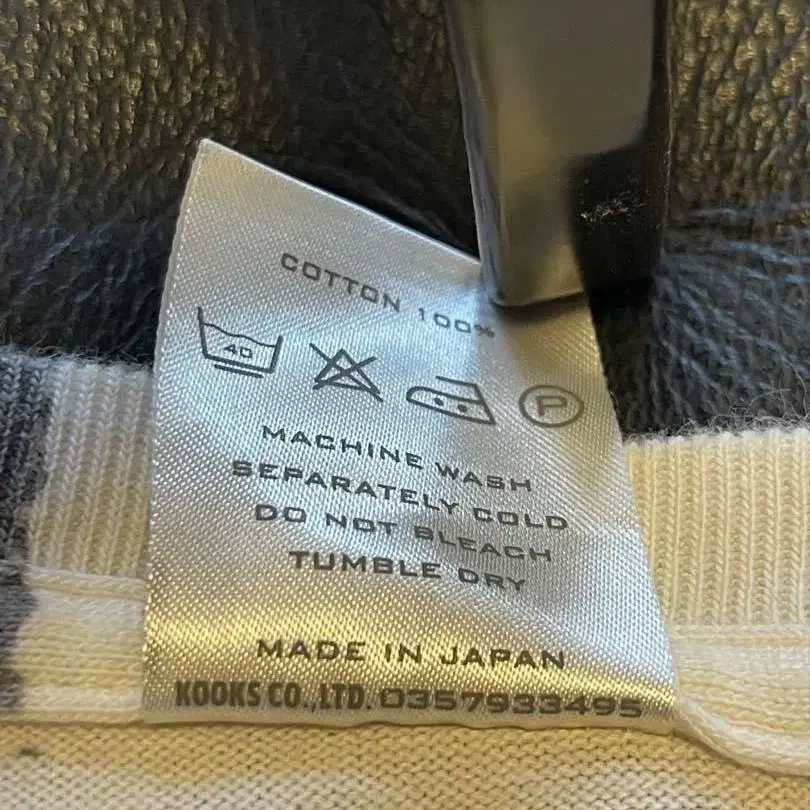 COTTON 100%
40
P
MACHINE WASH
SEPARATELY COLD
DO NOT BLEACH
TUMBLE DRY
MADE IN JAPAN
KOOKS CO.,LTD. 0357933495